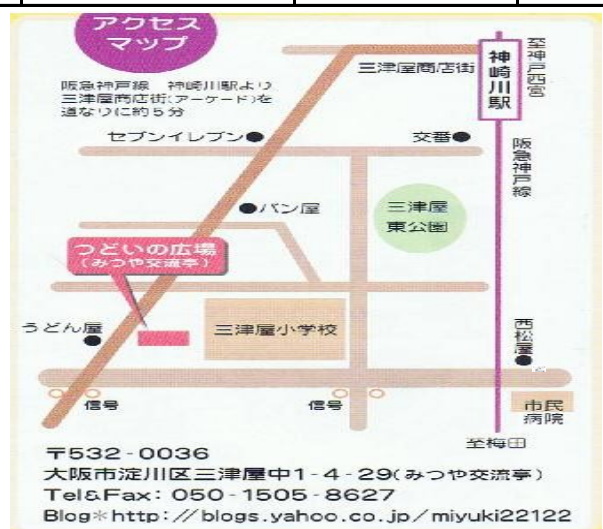 アクセス
マップ
阪急神戸線 神崎川駅より
三津屋商店街(アーケード)を
道なりに約5分
三津屋商店街
神崎川駅
至神戸西宮
阪急神戸線
セブンイレブン
交番
パン屋
三津屋
東公園
つどいの広場
(みつや交流亭)
うどん屋
三津屋小学校
西松屋
信号
信号
市民
病院
至梅田
〒532-0036
大阪市淀川区三津屋中1-4-29(みつや交流亭)
Tel&Fax: 050-1505-8627
Blog*http://blogs.yahoo.co.jp/miyuki22122